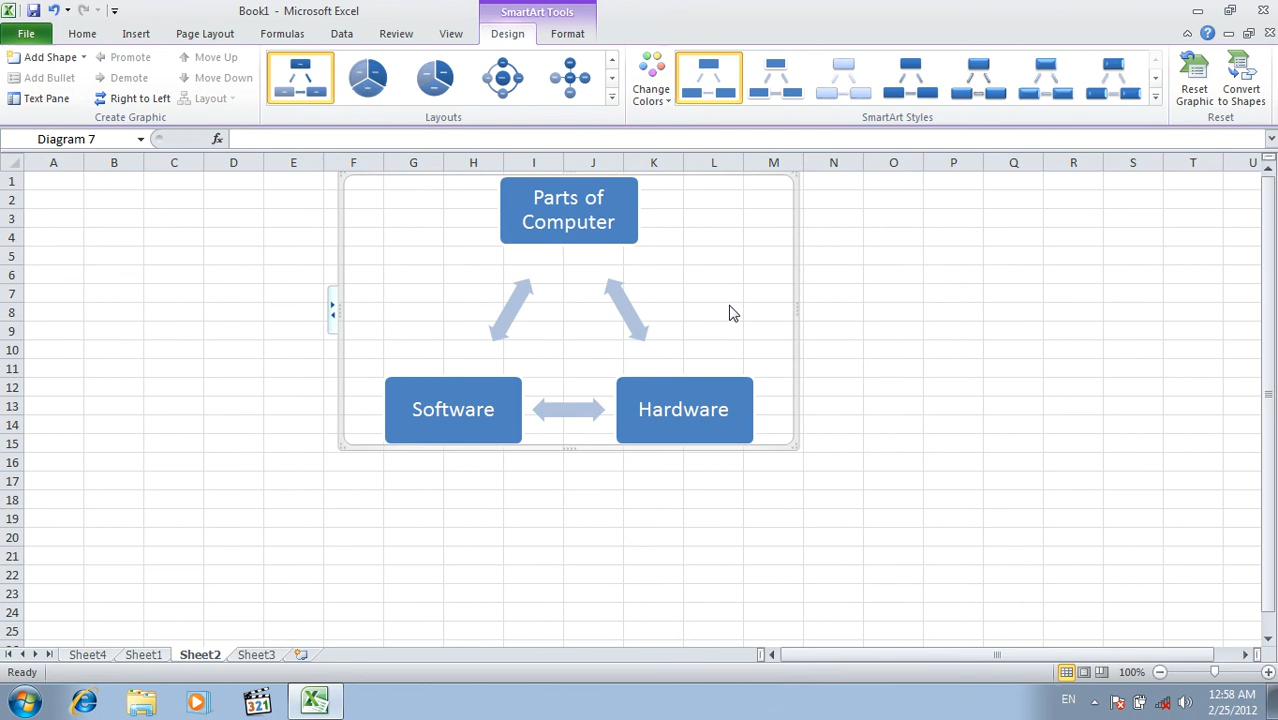 Book1 - Microsoft Excel
SmartArt Tools
File Home Insert Page Layout Formulas Data Review View Design Format
Add Shape Promote Move Up
Add Bullet Demote Move Down
Text Pane Right to Left Layout
Create Graphic
Layouts
Change Colors
SmartArt Styles
Reset Graphic
Convert to Shapes
Reset
Diagram 7
fx
A B C D E F G H I J K L M N O P Q R S T U
1
2
3
4
5
6
7
8
9
10
11
12
13
14
15
16
17
18
19
20
21
22
23
24
25
Parts of
Computer
Software
Hardware
Sheet4 Sheet1 Sheet2 Sheet3
Ready
100%
321
EN
12:58 AM
2/25/2012